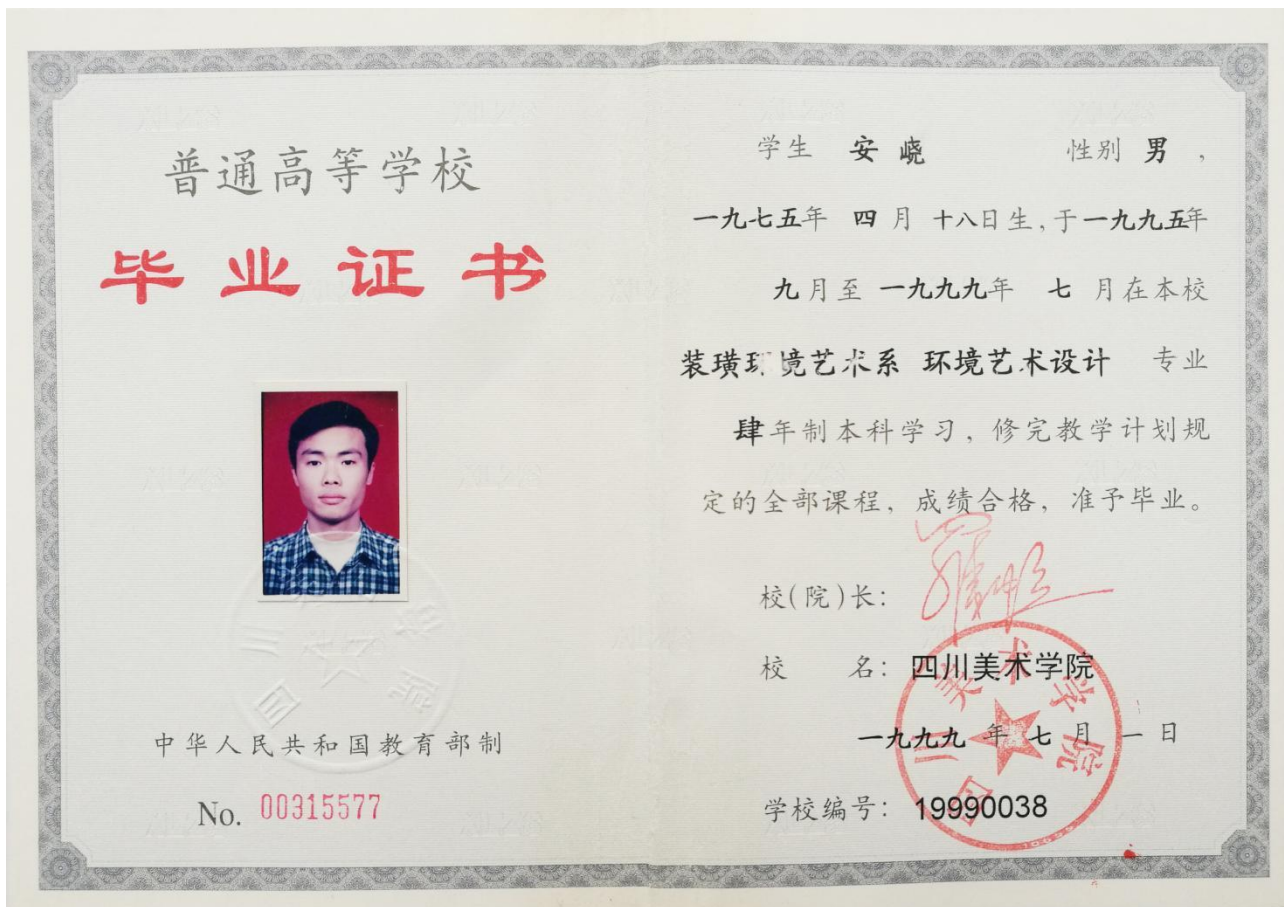 普通高等学校
毕业证书
中华人民共和国教育部制
No. 00315577
学生 安峣 性别 男，
一九七五年 四月 十八日生，于一九九五年
九月至 一九九九年 七 月在本校
装璜环境艺术系 环境艺术设计 专业
肆年制本科学习，修完教学计划规
定的全部课程，成绩合格，准予毕业。
校(院)长：
校 名：四川美术学院
一九九九 年 七 月 一 日
学校编号：19990038
四川美术学院